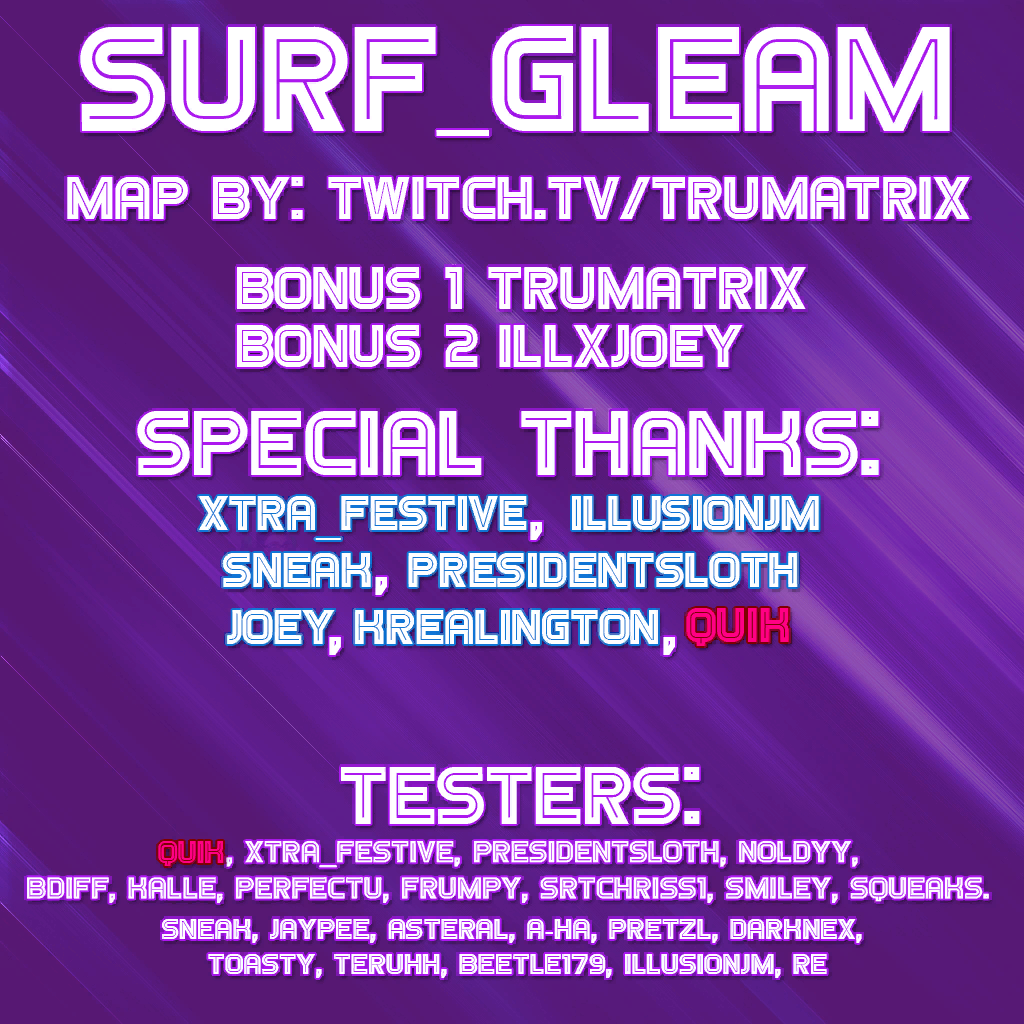 SURF_GLEAM
MAP BY: TWITCH.TV/TRUMATRIX
BONUS 1 TRUMATRIX
BONUS 2 ILLXJOEY
SPECIAL THANKS:
XTRA_FESTIVE, ILLUSIONJM
SNEAK, PRESIDENTSLOTH
JOEY, KREALINGTON, QUIK
TESTERS:
QUIK, XTRA_FESTIVE, PRESIDENTSLOTH, NOLDYY,
BDIFF, KALLE, PERFECTU, FRUMPY, SRTCHRISS1, SMILEY, SQUEAKS.
SNEAK, JAYPEE, ASTERAL, A-HA, PRETZL, DARKNEX,
TOASTY, TERUHH, BEETLE179, ILLUSIONJM, RE